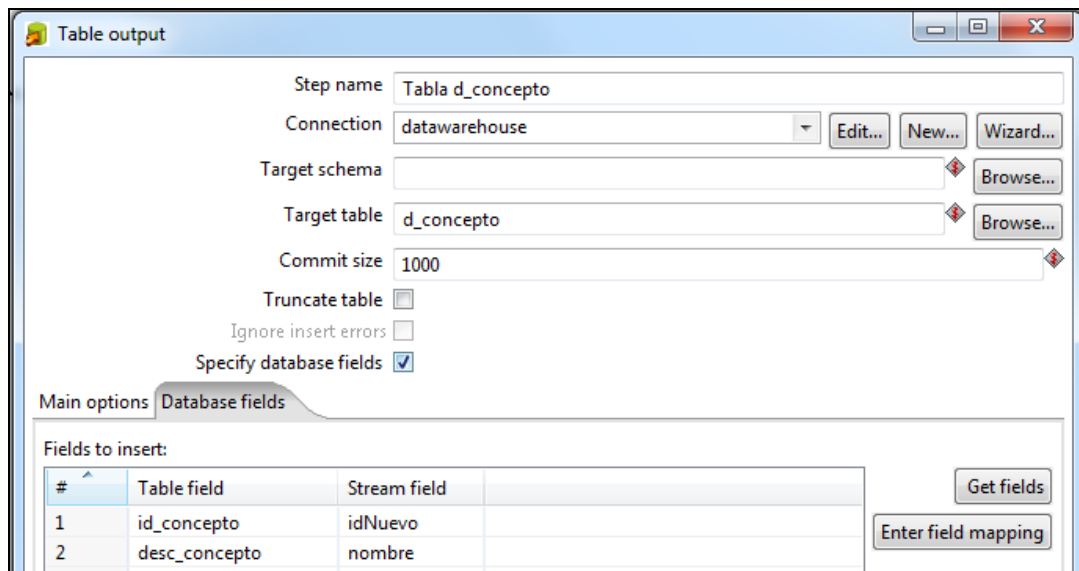 Table output
Step name Tabla d_concepto
Connection datawarehouse Edit... New... Wizard...
Target schema Browse...
Target table d_concepto Browse...
Commit size 1000
Truncate table
Ignore insert errors
Specify database fields
Main options Database fields
Fields to insert:
# Table field Stream field Get fields
1 id_concepto idNuevo
Enter field mapping
2 desc_concepto nombre